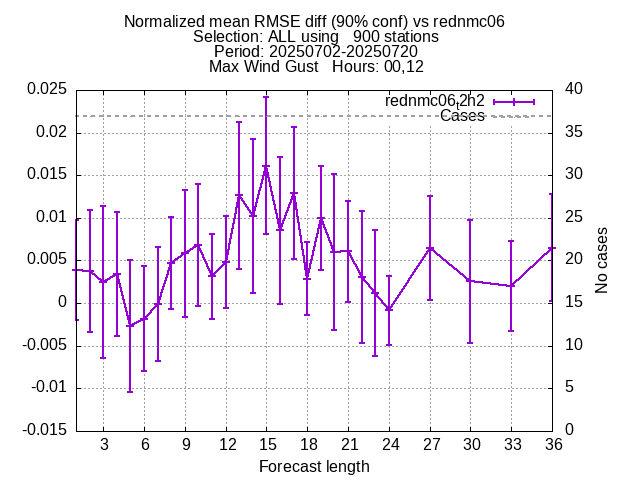 Normalized mean RMSE diff (90% conf) vs rednmc06
Selection: ALL using   900 stations
Period: 20250702-20250720
Max Wind Gust   Hours: 00,12
rednmc06_t2h2
Cases
0.025
0.02
0.015
0.01
0.005
0
-0.005
-0.01
-0.015
40
35
30
25
20
15
10
5
0
No cases
3 6 9 12 15 18 21 24 27 30 33 36
Forecast length